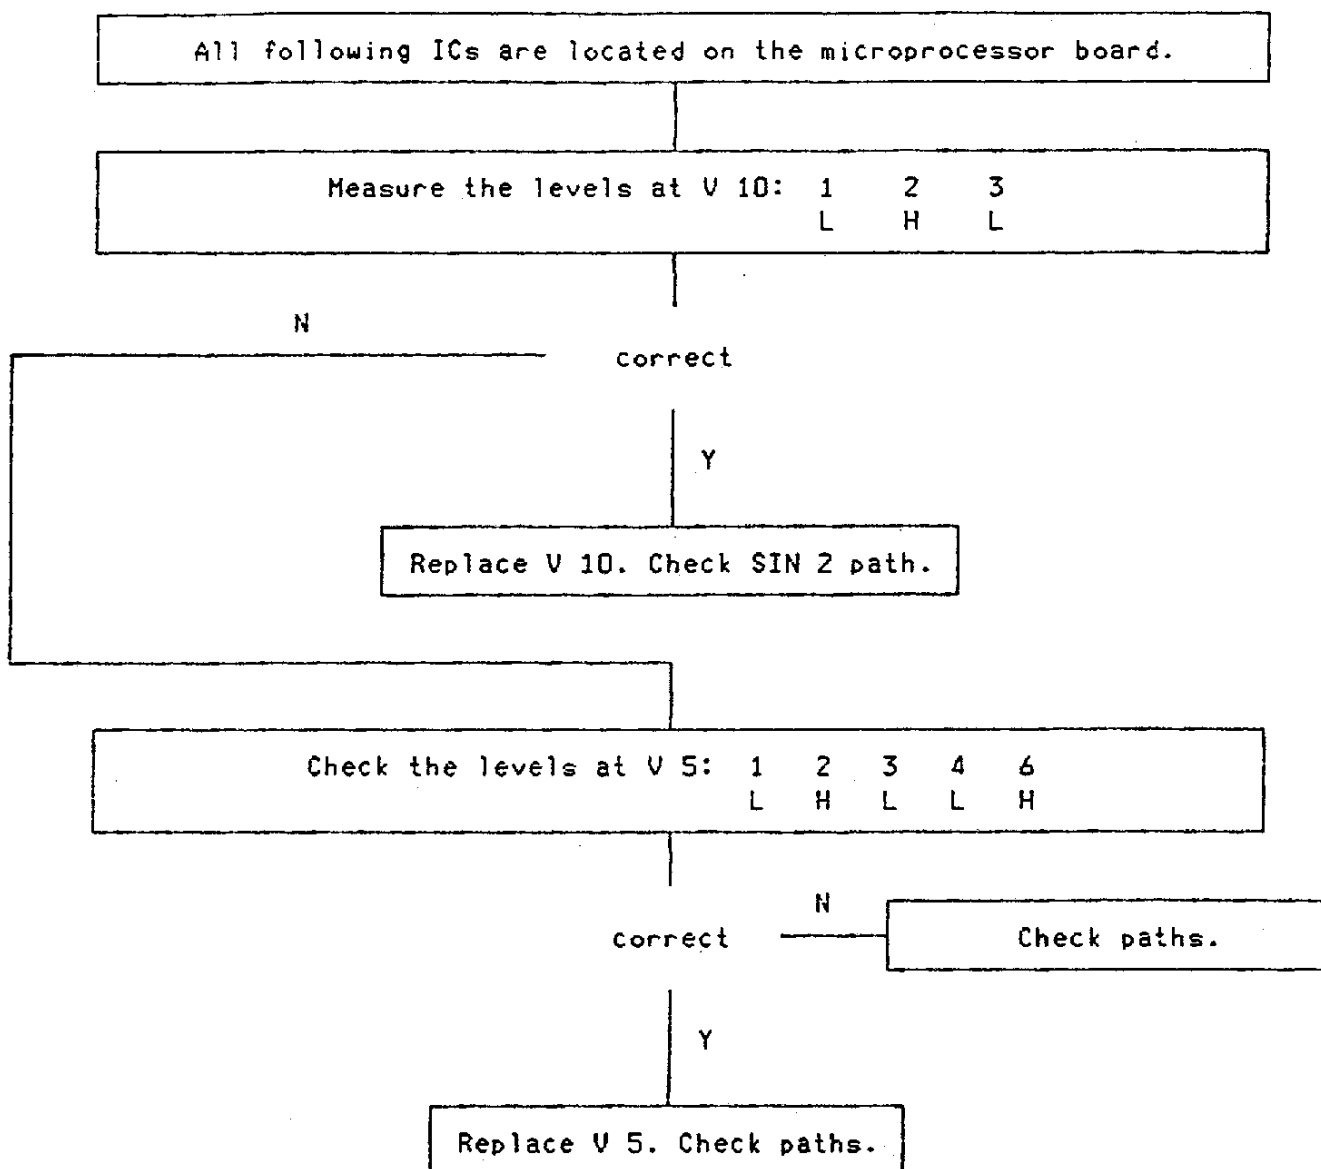 All following ICs are located on the microprocessor board.
Measure the levels at V 10: 1 2 3
L H L
N
correct
Y
Replace V 10. Check SIN 2 path.
Check the levels at V 5: 1 2 3 4 6
L H L L H
N
correct
Check paths.
Y
Replace V 5. Check paths.